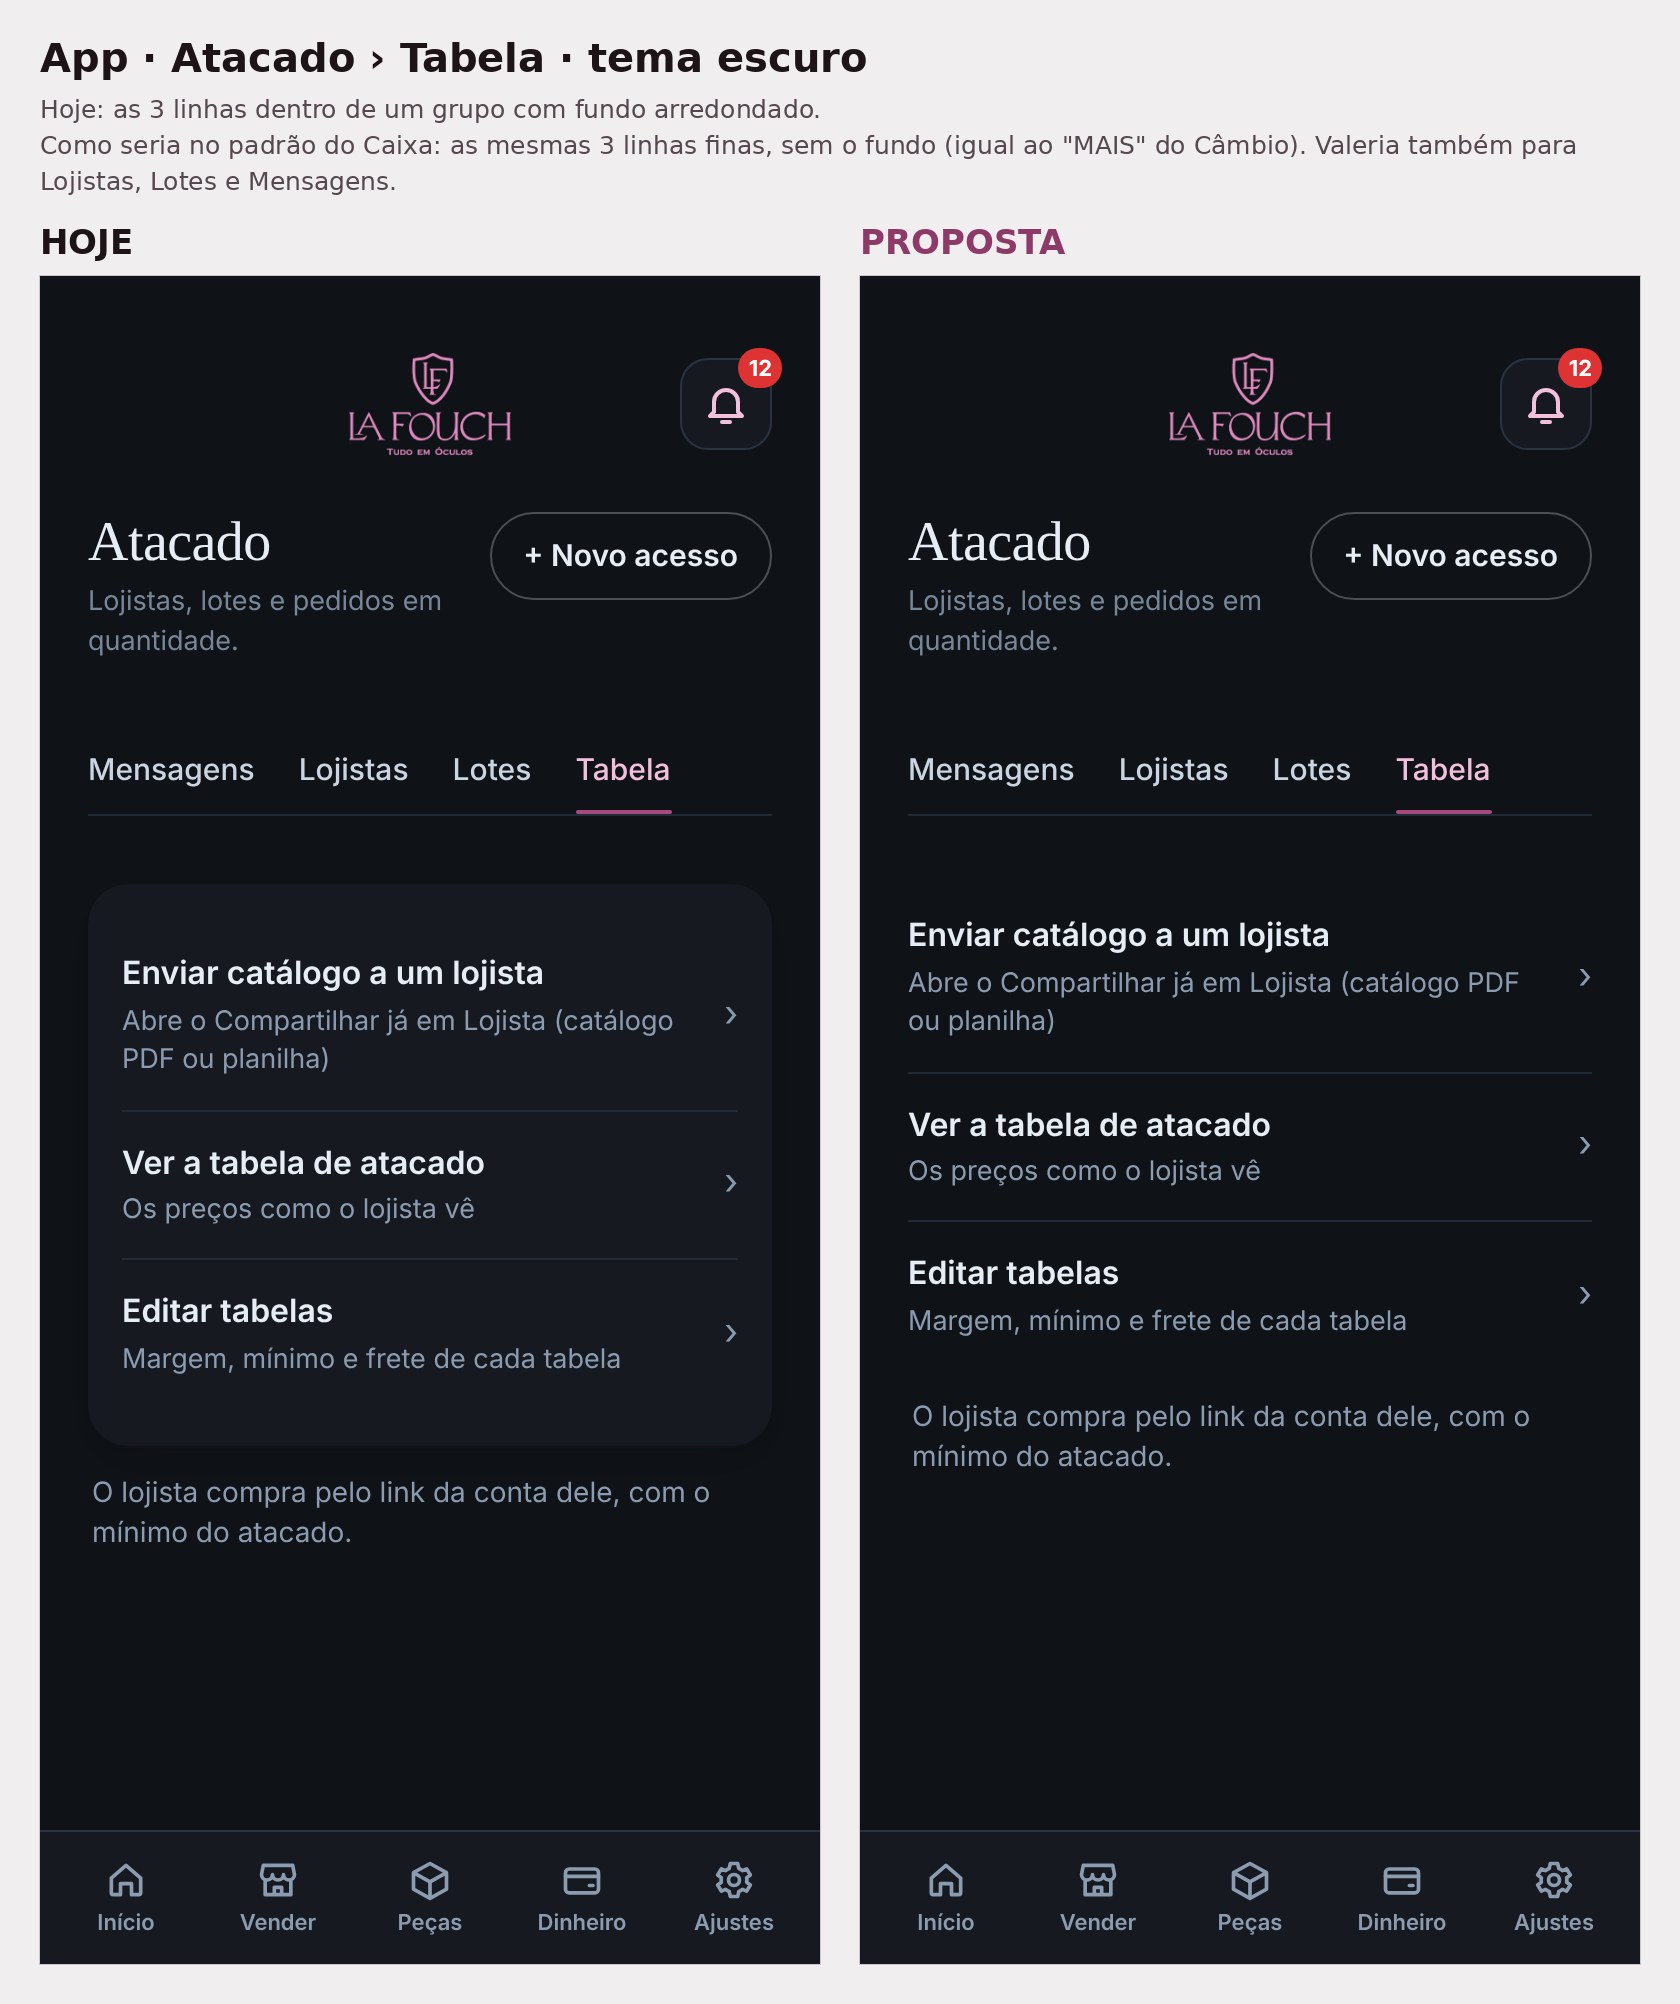 App · Atacado › Tabela · tema escuro
Hoje: as 3 linhas dentro de um grupo com fundo arredondado.
Como seria no padrão do Caixa: as mesmas 3 linhas finas, sem o fundo (igual ao "MAIS" do Câmbio). Valeria também para
Lojistas, Lotes e Mensagens.
HOJE
LF
LA FOUCH
TUDO EM ÓCULOS
12
Atacado
+ Novo acesso
Lojistas, lotes e pedidos em
quantidade.
Mensagens Lojistas Lotes Tabela
Enviar catálogo a um lojista
Abre o Compartilhar já em Lojista (catálogo
PDF ou planilha)
›
Ver a tabela de atacado
Os preços como o lojista vê
›
Editar tabelas
Margem, mínimo e frete de cada tabela
›
O lojista compra pelo link da conta dele, com o
mínimo do atacado.
Início Vender Peças Dinheiro Ajustes
PROPOSTA
LF
LA FOUCH
TUDO EM ÓCULOS
12
Atacado
+ Novo acesso
Lojistas, lotes e pedidos em
quantidade.
Mensagens Lojistas Lotes Tabela
Enviar catálogo a um lojista
Abre o Compartilhar já em Lojista (catálogo PDF
ou planilha)
›
Ver a tabela de atacado
Os preços como o lojista vê
›
Editar tabelas
Margem, mínimo e frete de cada tabela
›
O lojista compra pelo link da conta dele, com o
mínimo do atacado.
Início Vender Peças Dinheiro Ajustes